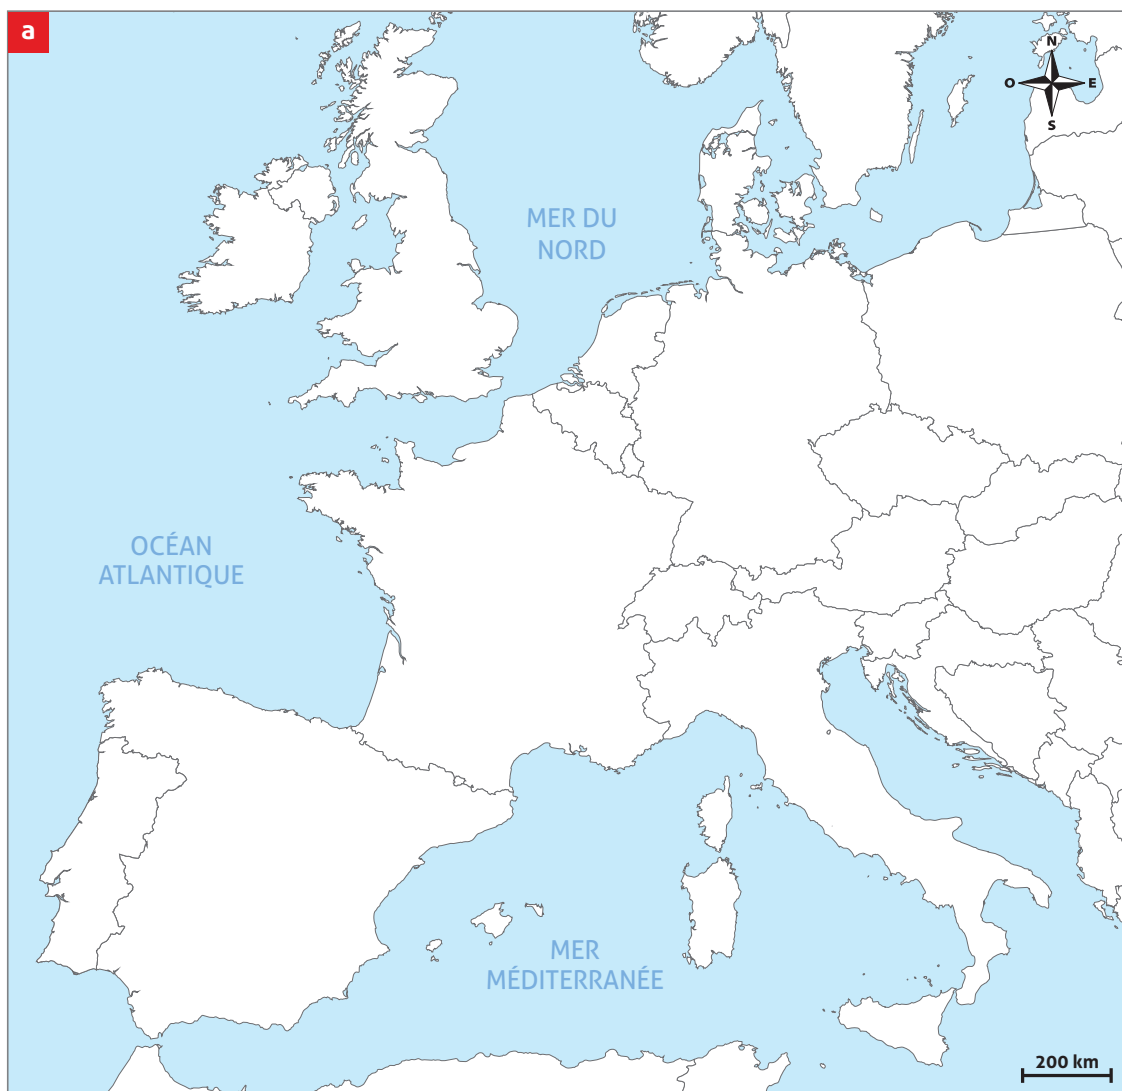 a
N
O E
S
MER DU
NORD
OCÉAN
ATLANTIQUE
MER
MÉDITERRANÉE
200 km